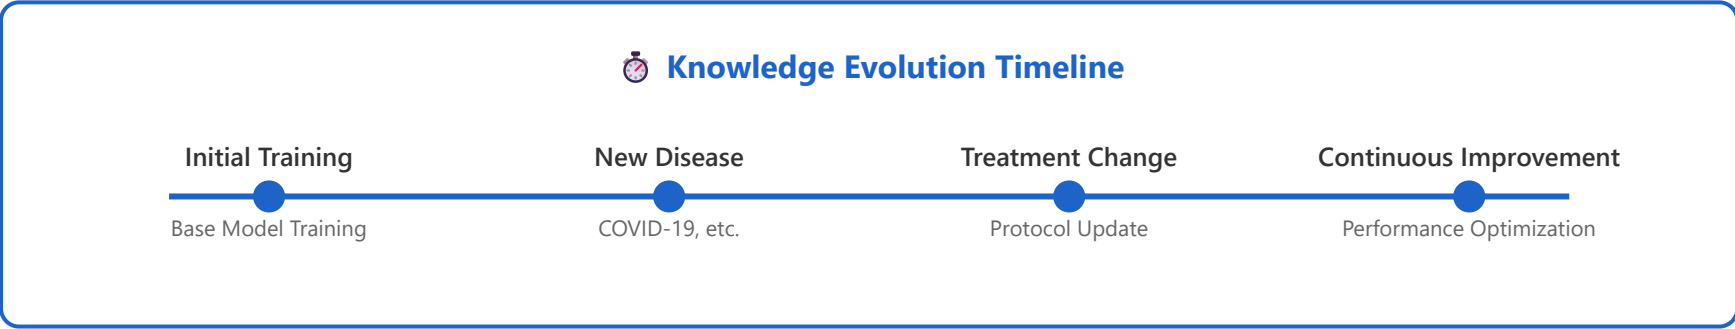 Knowledge Evolution Timeline
Initial Training
Base Model Training
New Disease
COVID-19, etc.
Treatment Change
Protocol Update
Continuous Improvement
Performance Optimization